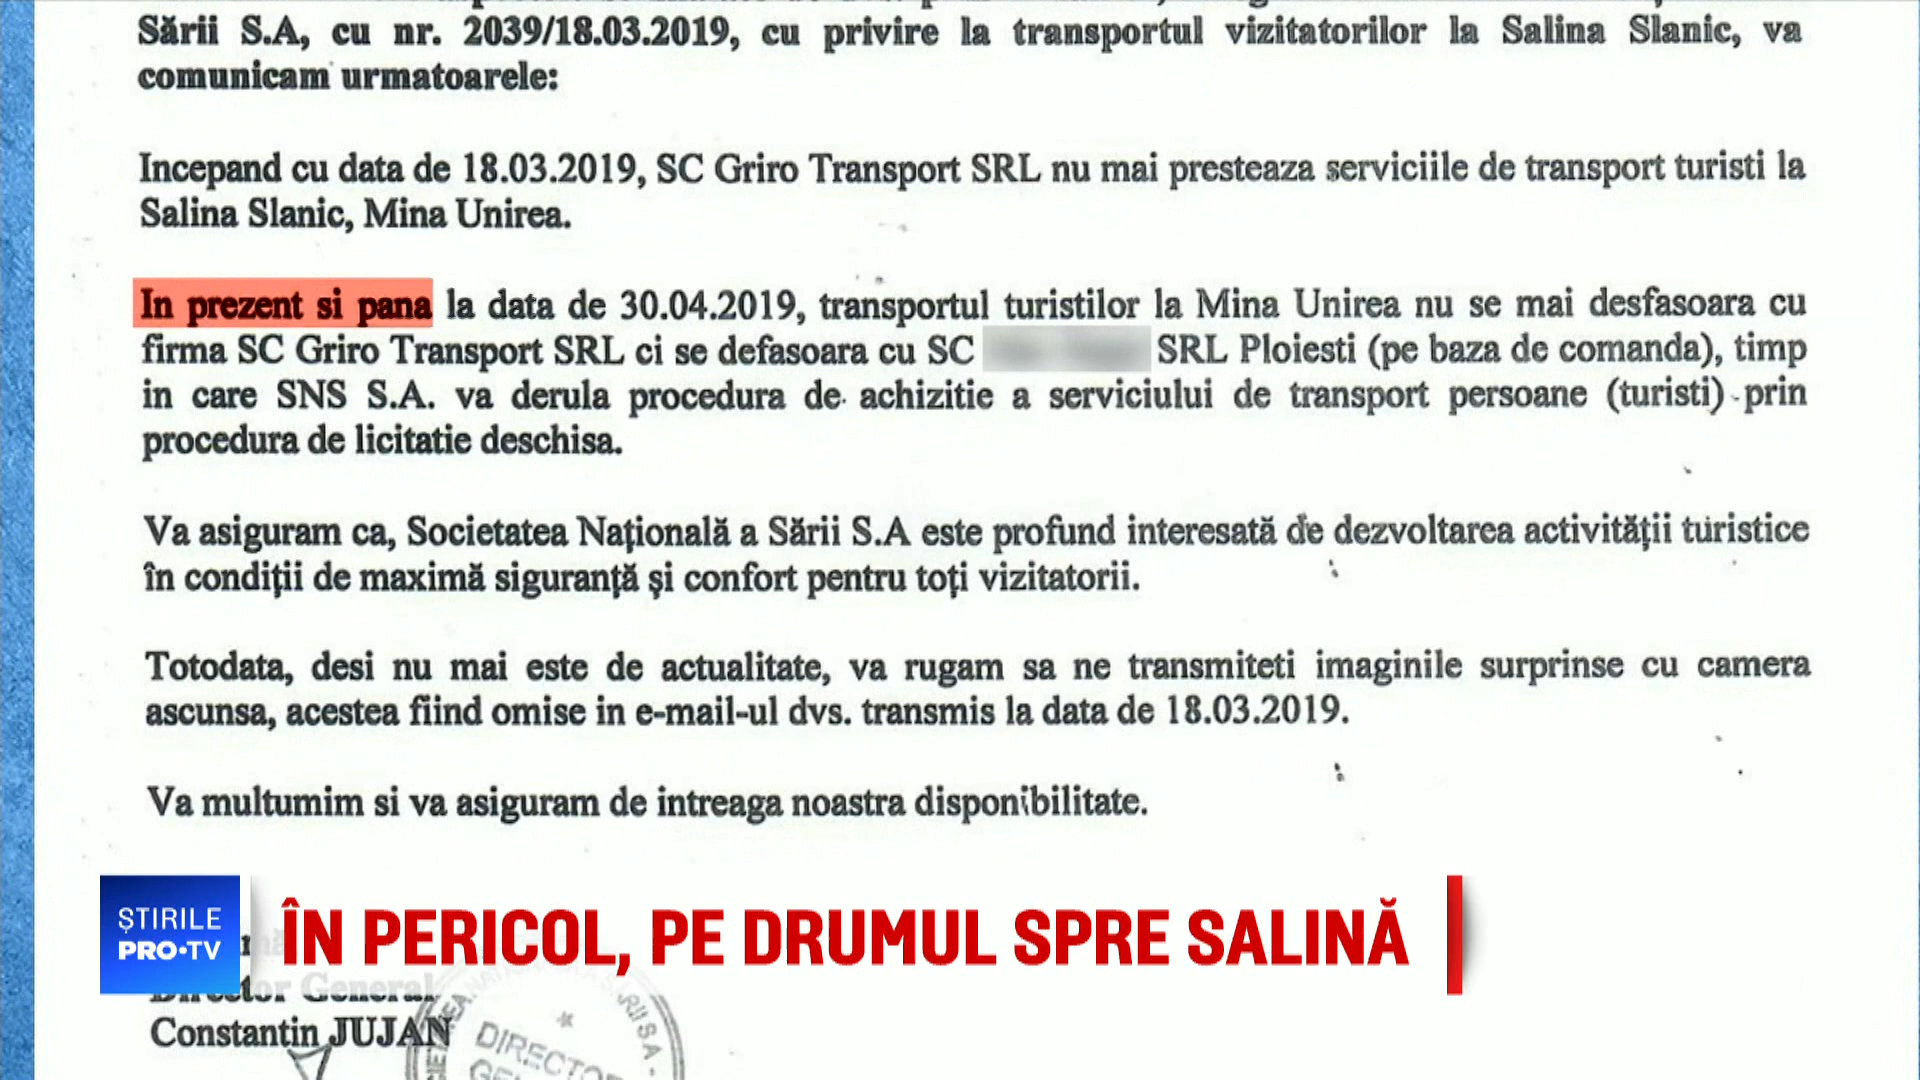 Sării S.A, cu nr. 2039/18.03.2019, cu privire la transportul vizitatorilor la Salina Slanic, va
comunicam urmatoarele:
Incepand cu data de 18.03.2019, SC Griro Transport SRL nu mai presteaza serviciile de transport turisti la
Salina Slanic, Mina Unirea.
In prezent si pana la data de 30.04.2019, transportul turistilor la Mina Unirea nu se mai desfasoara cu
firma SC Griro Transport SRL ci se defasoara cu SC SRL Ploiesti (pe baza de comanda), timp
in care SNS S.A. va derula procedura de achizitie a serviciului de transport persoane (turisti) prin
procedura de licitatie deschisa.
Va asiguram ca, Societatea Națională a Sării S.A este profund interesată de dezvoltarea activității turistice
în condiții de maximă siguranță și confort pentru toți vizitatorii.
Totodata, desi nu mai este de actualitate, va rugam sa ne transmiteti imaginile surprinse cu camera
ascunsa, acestea fiind omise in e-mail-ul dvs. transmis la data de 18.03.2019.
Va multumim si va asiguram de intreaga noastra disponibilitate.
ȘTIRILE
PRO•TV
ÎN PERICOL, PE DRUMUL SPRE SALINĂ
Director General
Constantin JUJAN
SĂRII S.A.
DIRECTOR